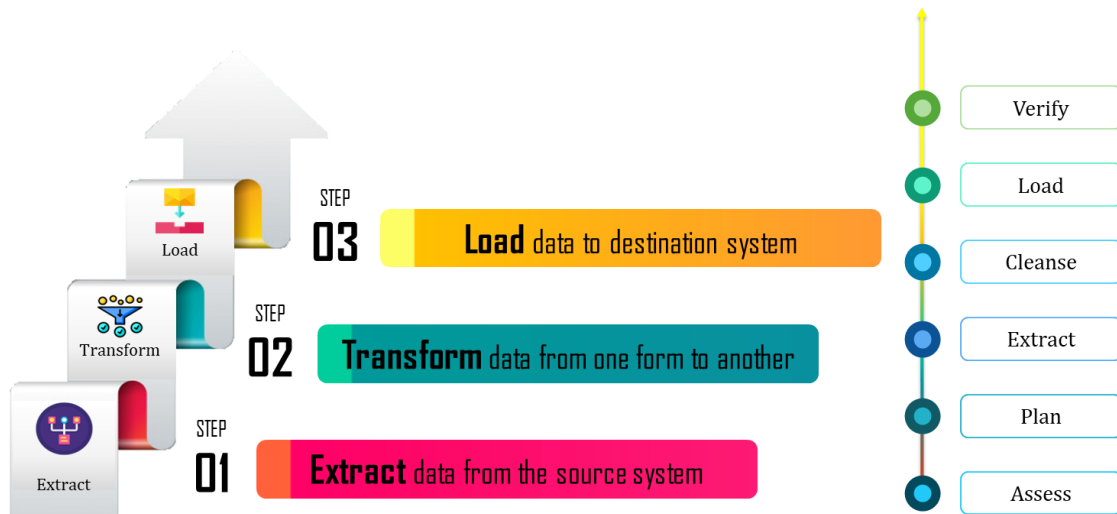 Load
STEP
03
Load data to destination system
Transform
STEP
02
Transform data from one form to another
Extract
STEP
01
Extract data from the source system
Verify
Load
Cleanse
Extract
Plan
Assess